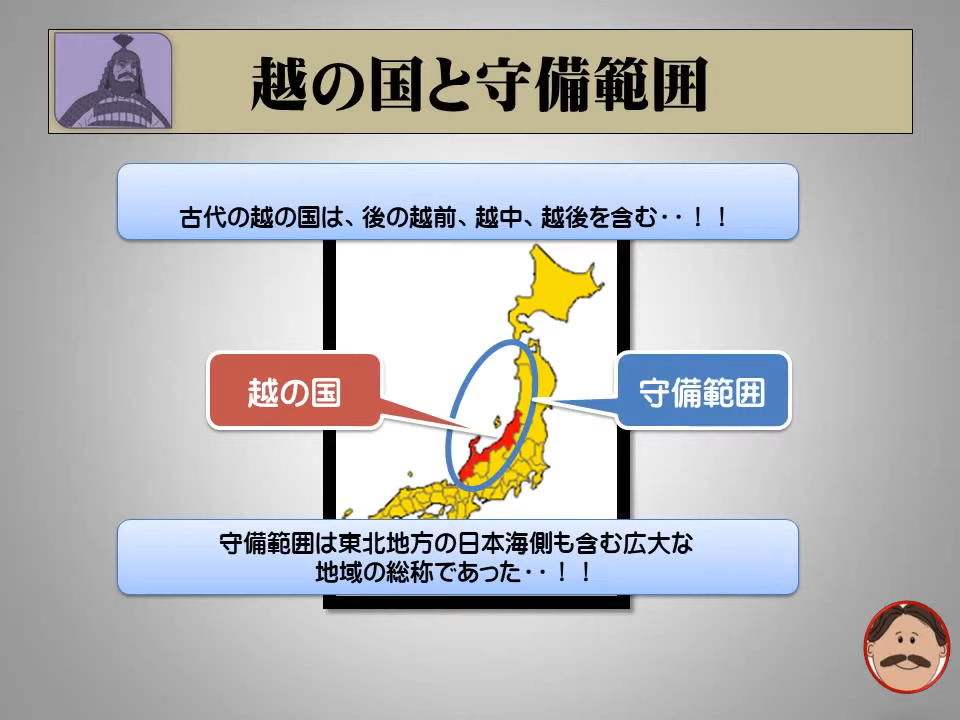 越の国と守備範囲
古代の越の国は、後の越前、越中、越後を含む・・！！
越の国
守備範囲
守備範囲は東北地方の日本海側も含む広大な
地域の総称であった・・！！